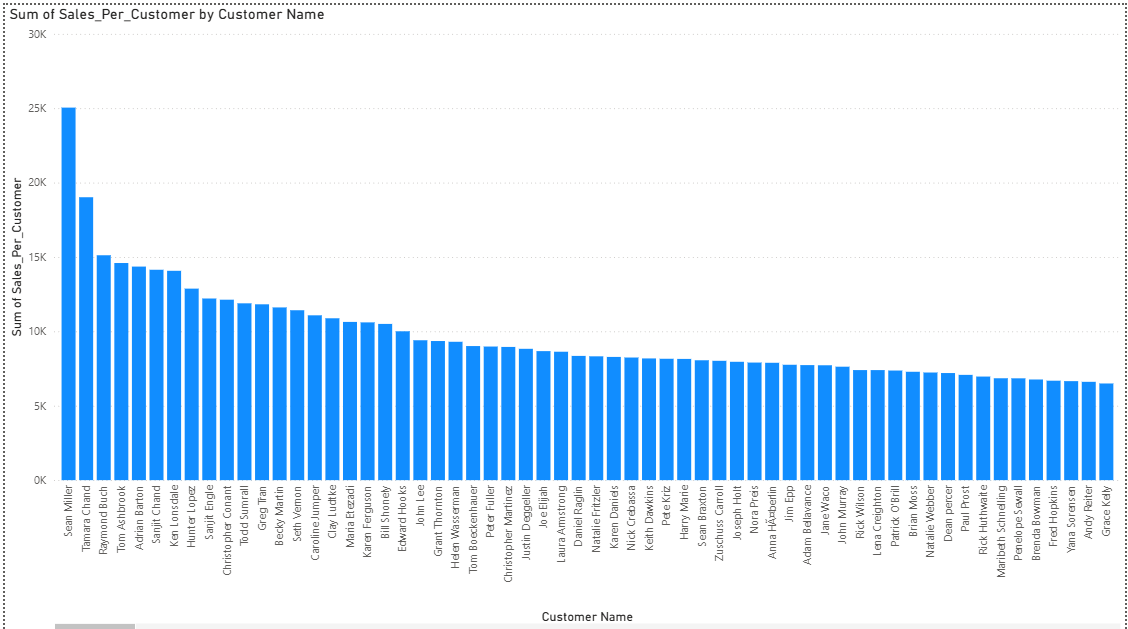 Sum of Sales_Per_Customer by Customer Name
30K
25K
20K
15K
10K
5K
0K
Sum of Sales_Per_Customer
Sean Miller
Tamara Chand
Raymond Buch
Tom Ashbrook
Adrian Barton
Sanjit Chand
Ken Lonsdale
Hunter Lopez
Sanjit Engle
Christopher Conant
Todd Sumrall
Greg Tran
Becky Martin
Seth Vernon
Caroline Jumper
Clay Ludtke
Maria Etezadi
Karen Ferguson
Bill Shonely
Edward Hooks
John Lee
Grant Thornton
Helen Wasserman
Tom Boeckenhauer
Peter Fuller
Christopher Martinez
Justin Deggeller
Joe Elijah
Laura Armstrong
Daniel Raglin
Natalie Fritzler
Karen Daniels
Nick Crebassa
Keith Dawkins
Pete Kriz
Harry Marie
Sean Braxton
Zuschuss Carroll
Joseph Holt
Nora Preis
Anna HÃ¤berlin
Jim Epp
Adam Bellavance
Jane Waco
John Murray
Rick Wilson
Lena Creighton
Patrick O'Brill
Brian Moss
Natalie Webber
Dean percer
Paul Prost
Rick Huthwaite
Maribeth Schnelling
Penelope Sewall
Brenda Bowman
Fred Hopkins
Yana Sorensen
Andy Reiter
Grace Kelly
Customer Name